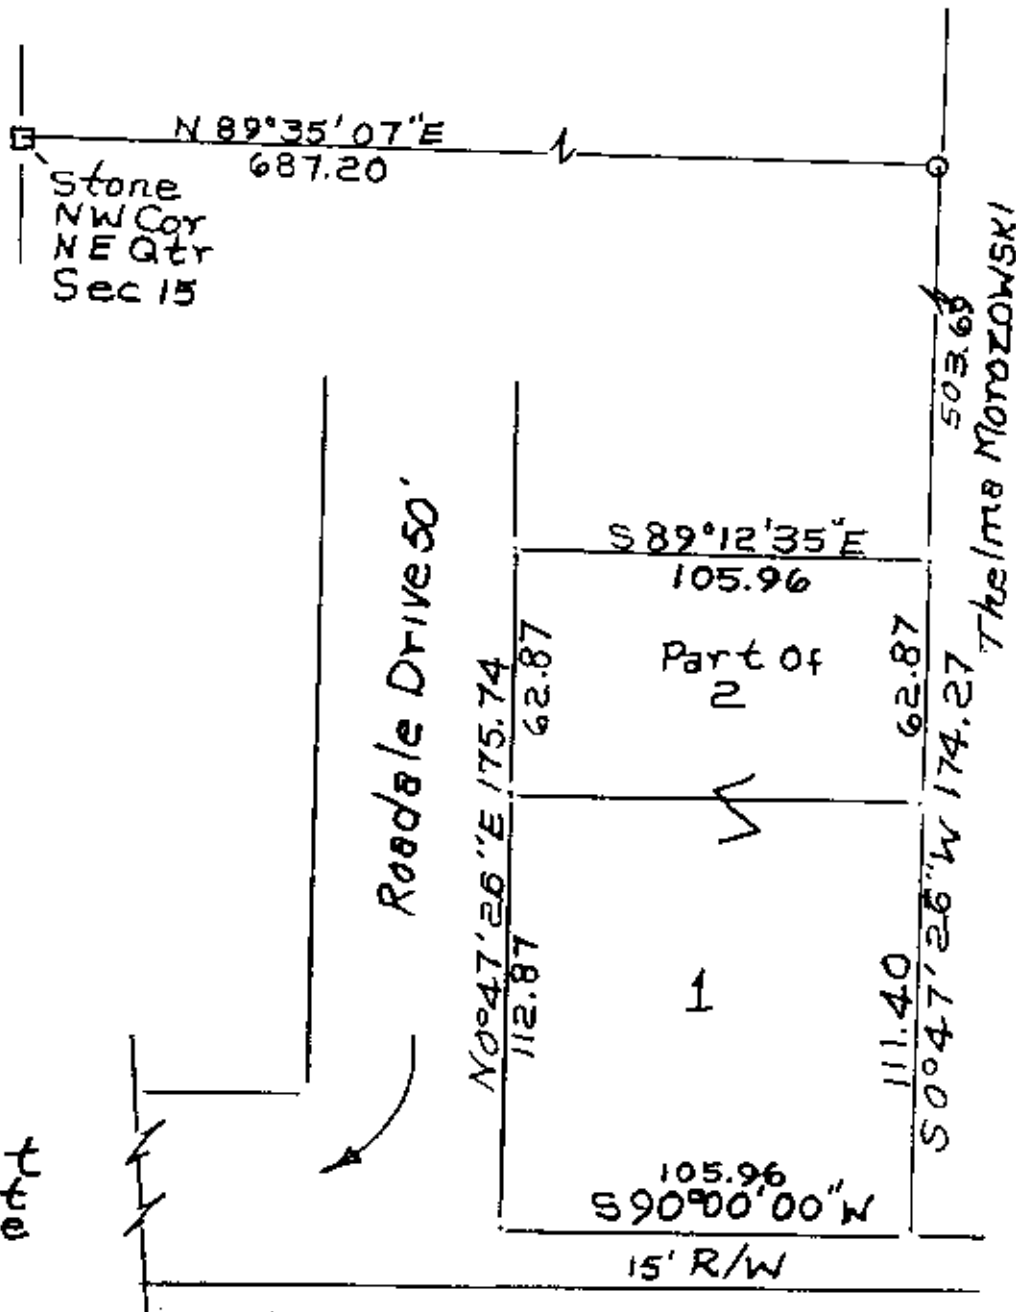 N 89°35'07"E
687.20
Stone
NW Cor
NE Qtr
Sec 15
503.69
Thelma Morozowski
Roadale Drive 50'
S 89°12'35"E
105.96
Part Of
2
62.87
62.87
N0°47'26"E 175.74
S0°47'26"W 174.27
112.87
1
111.40
105.96
S90°00'00"W
15' R/W
t
t
e